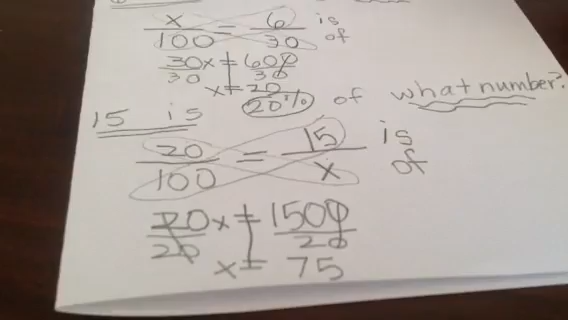 x = 6 is
100 30 of
30x = 600
30 30
x = 20
15 is 20% of what number?
20 = 15 is
100 x of
20x = 1500
20 20
x = 75